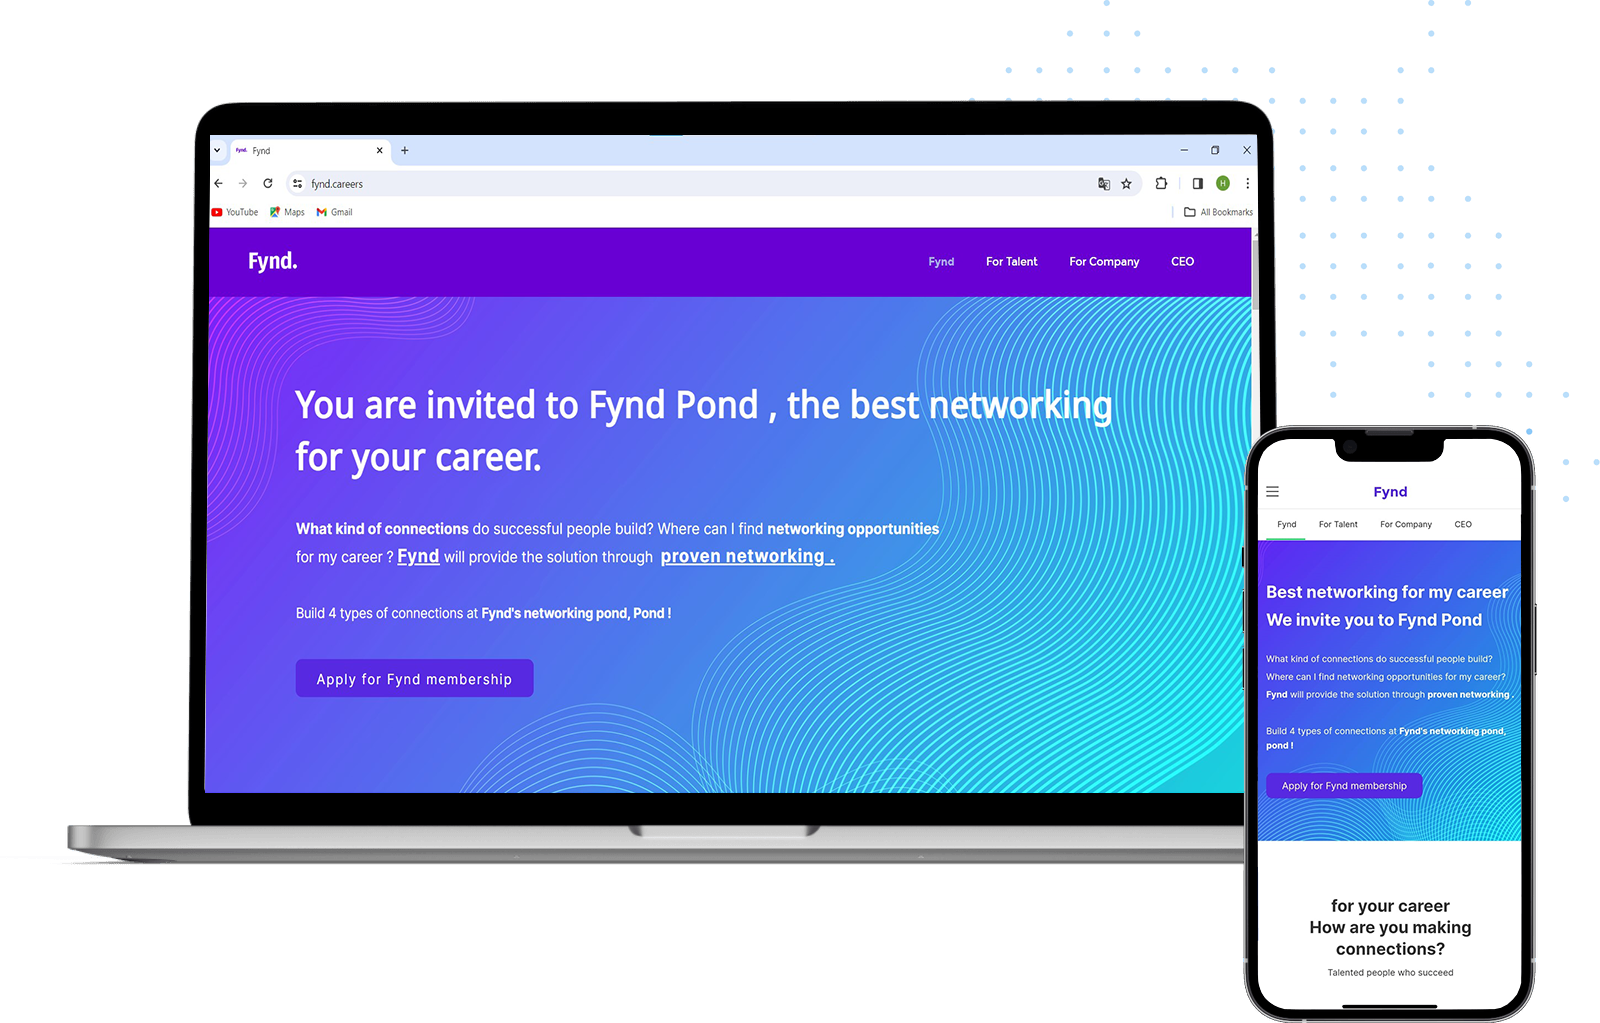 Fynd. Fynd
fynd.careers
YouTube Maps Gmail All Bookmarks
H
Fynd. Fynd For Talent For Company CEO
You are invited to Fynd Pond , the best networking
for your career.
What kind of connections do successful people build? Where can I find networking opportunities
for my career ? Fynd will provide the solution through proven networking .
Build 4 types of connections at Fynd's networking pond, Pond !
Apply for Fynd membership
Fynd
Fynd For Talent For Company CEO
Best networking for my career
We invite you to Fynd Pond
What kind of connections do successful people build?
Where can I find networking opportunities for my career?
Fynd will provide the solution through proven networking .
Build 4 types of connections at Fynd's networking pond,
pond !
Apply for Fynd membership
for your career
How are you making
connections?
Talented people who succeed